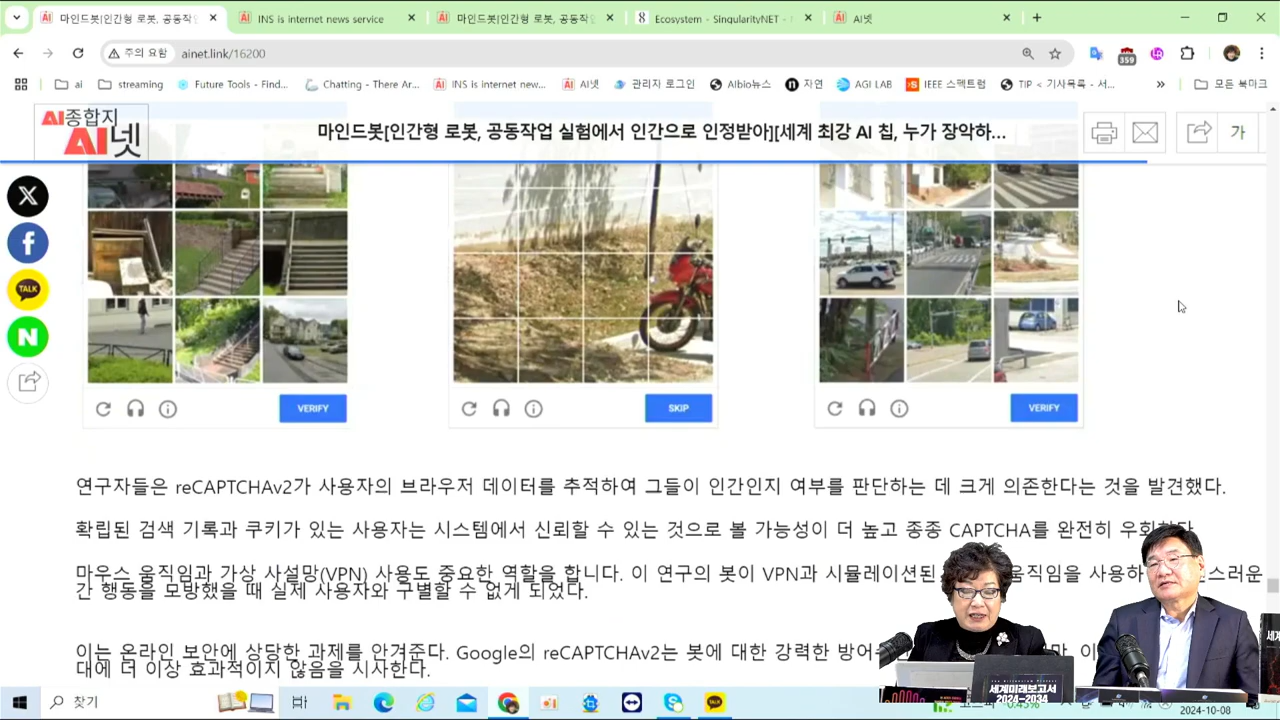 마인드봇[인간형 로봇, 공동작업
INS is internet news service
마인드봇[인간형 로봇, 공동작업
Ecosystem - SingularityNET -
AI넷
주의 요함
ainet.link/16200
359
ai
streaming
Future Tools - Find...
Chatting - There Ar...
INS is internet new...
AI넷
관리자 로그인
Albio뉴스
자연
AGI LAB
IEEE 스펙트럼
TIP < 기사목록 - 서...
모든 북마크
AI종합지
AI넷
마인드봇[인간형 로봇, 공동작업 실험에서 인간으로 인정받아][세계 최강 AI 칩, 누가 장악하...
가
TALK
N
VERIFY
SKIP
VERIFY
연구자들은 reCAPTCHAv2가 사용자의 브라우저 데이터를 추적하여 그들이 인간인지 여부를 판단하는 데 크게 의존한다는 것을 발견했다.
확립된 검색 기록과 쿠키가 있는 사용자는 시스템에서 신뢰할 수 있는 것으로 볼 가능성이 더 높고 종종 CAPTCHA를 완전히 우회한다.
마우스 움직임과 가상 사설망(VPN) 사용도 중요한 역할을 합니다. 이 연구의 봇이 VPN과 시뮬레이션된 움직임을 사용하 스러운
간 행동을 모방했을 때 실제 사용자와 구별할 수 없게 되었다.
이는 온라인 보안에 상당한 과제를 안겨준다. Google의 reCAPTCHAv2는 봇에 대한 강력한 방어
대에 더 이상 효과적이지 않음을 시사한다.
세계미래보고서
2024-2034
찾기
TALK
코스피 -0.45%
2024-10-08